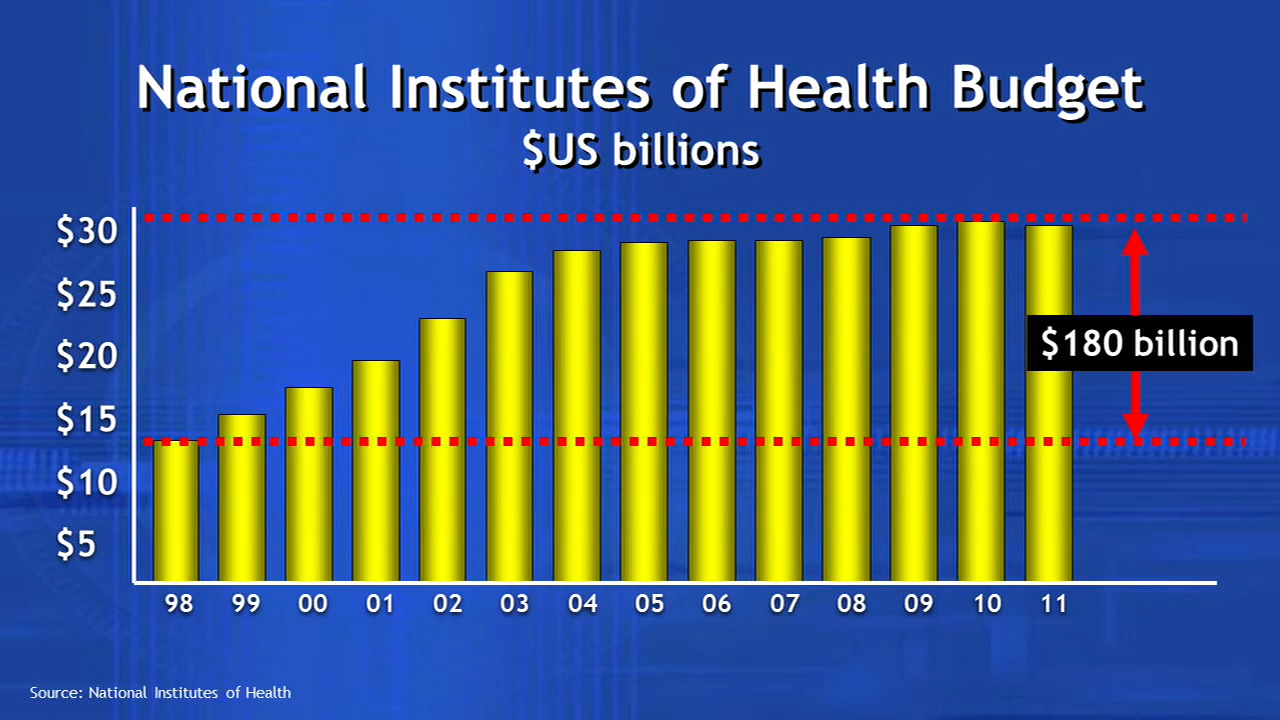 National Institutes of Health Budget
$US billions
$30
$25
$20
$15
$10
$5
$180 billion
98 99 00 01 02 03 04 05 06 07 08 09 10 11
Source: National Institutes of Health